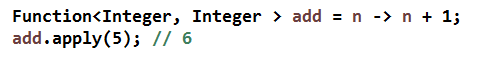 Function<Integer, Integer > add = n -> n + 1;
add.apply(5); // 6